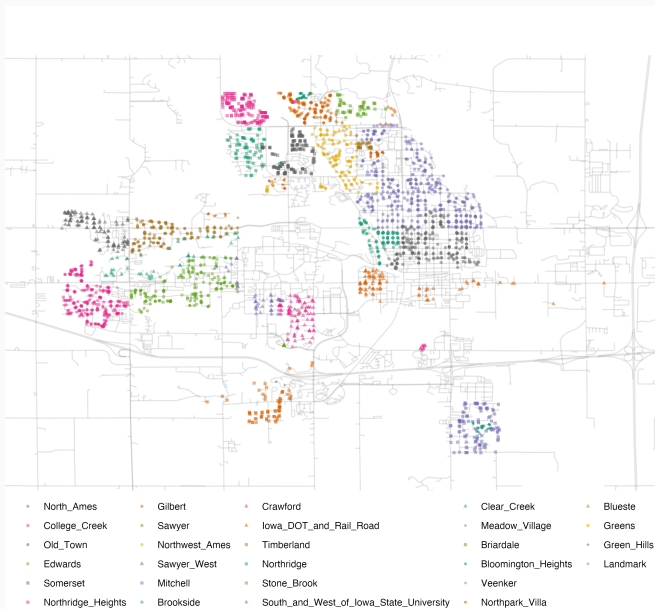 North_Ames
College_Creek
Old_Town
Edwards
Somerset
Northridge_Heights
Gilbert
Sawyer
Northwest_Ames
Sawyer_West
Mitchell
Brookside
Crawford
Iowa_DOT_and_Rail_Road
Timberland
Northridge
Stone_Brook
South_and_West_of_Iowa_State_University
Clear_Creek
Meadow_Village
Briardale
Bloomington_Heights
Veenker
Northpark_Villa
Blueste
Greens
Green_Hills
Landmark